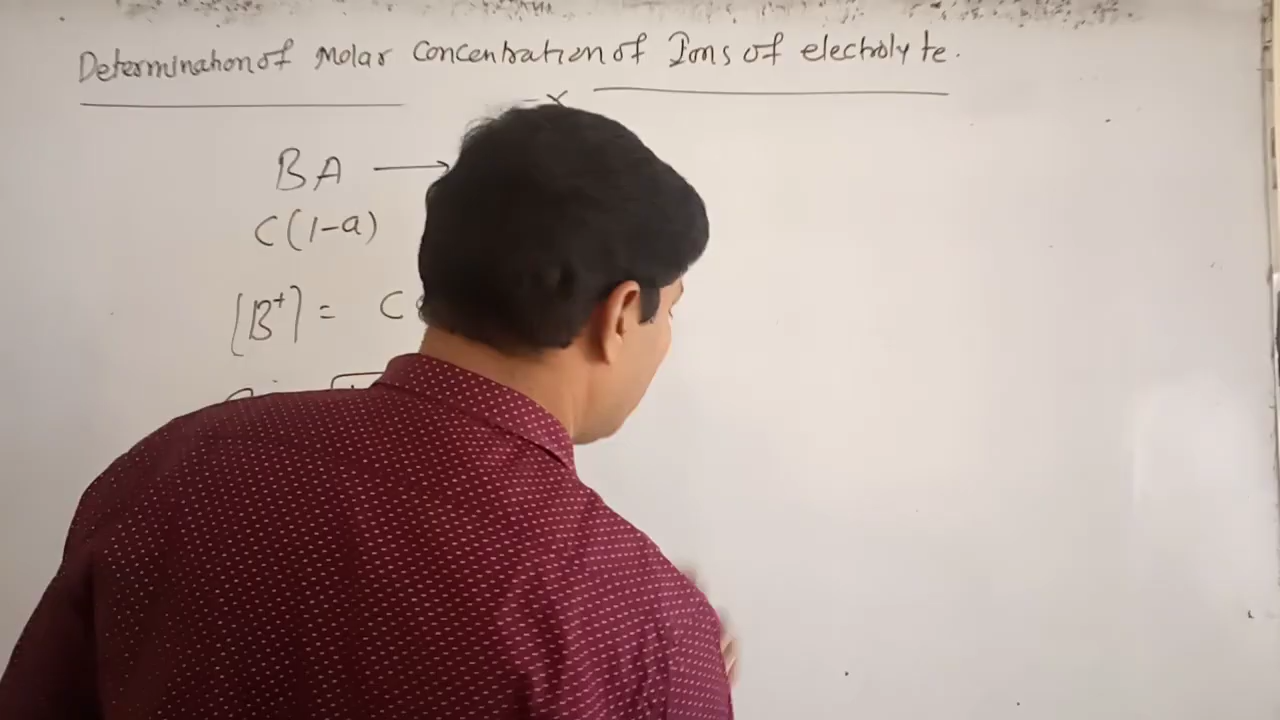 Determination of Molar Concentration of Ions of electrolyte.
x
BA →
C(1-a)
[B⁺] = C